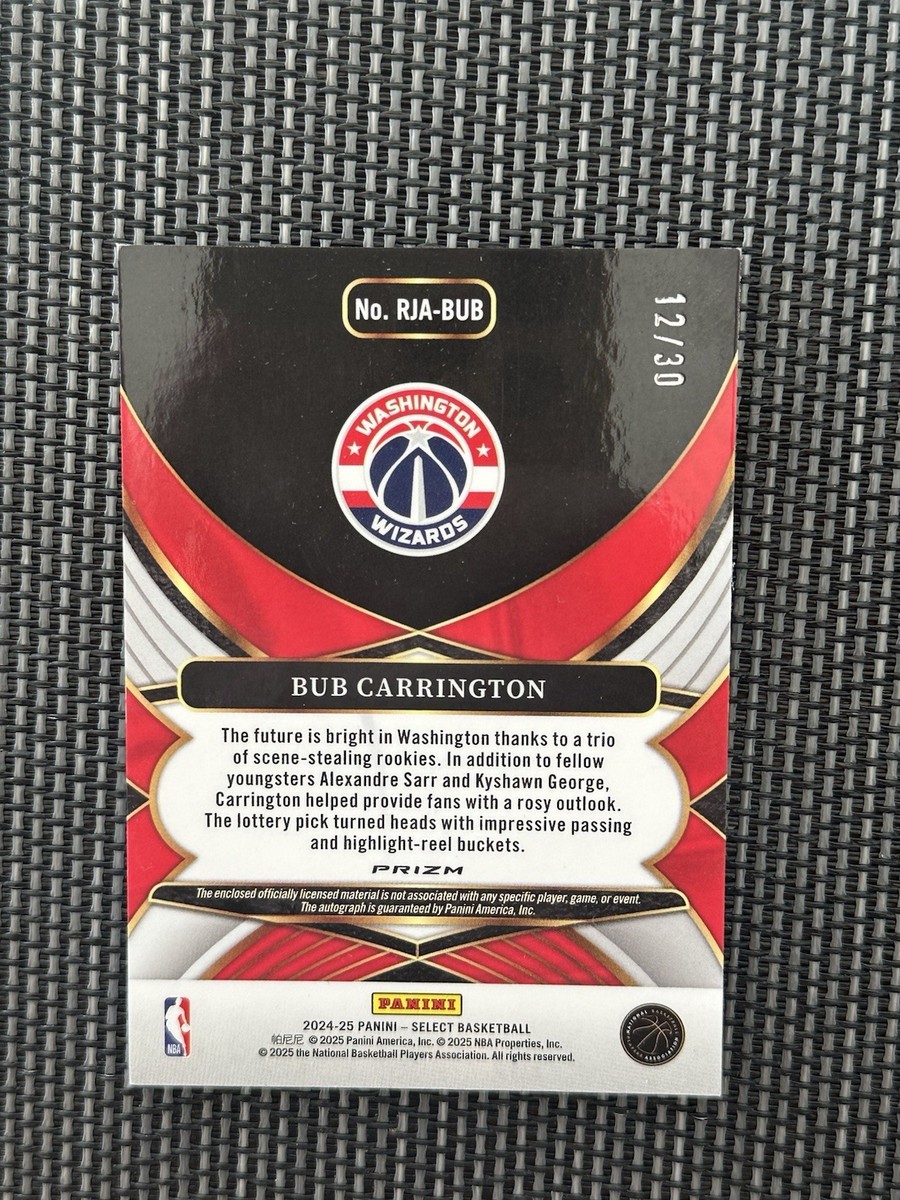 No. RJA-BUB
12/30
WASHINGTON
WIZARDS
BUB CARRINGTON
The future is bright in Washington thanks to a trio
of scene-stealing rookies. In addition to fellow
youngsters Alexandre Sarr and Kyshawn George,
Carrington helped provide fans with a rosy outlook.
The lottery pick turned heads with impressive passing
and highlight-reel buckets.
PRIZM
The enclosed officially licensed material is not associated with any specific player, game, or event.
The autograph is guaranteed by Panini America, Inc.
PANINI
NBA
2024-25 PANINI – SELECT BASKETBALL
帕尼尼 © 2025 Panini America, Inc. © 2025 NBA Properties, Inc.
© 2025 the National Basketball Players Association. All rights reserved.
NATIONAL BASKETBALL
PLAYERS ASSOCIATION